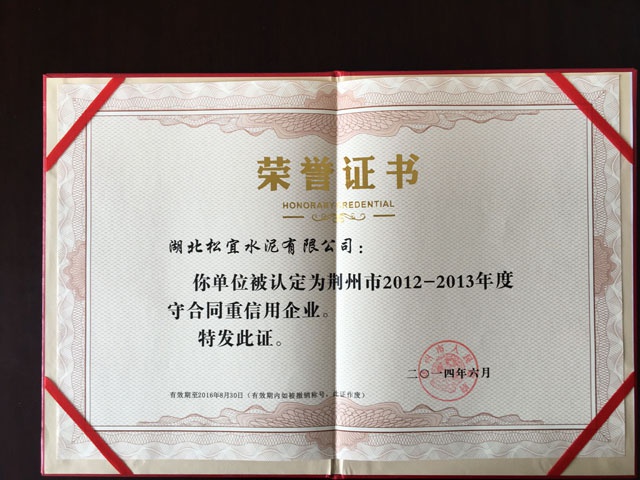 荣誉证书
HONORARY CREDENTIAL
湖北松宜水泥有限公司：
你单位被认定为荆州市2012-2013年度
守合同重信用企业。
特发此证。
二〇一四年六月
有效期至2016年8月30日（有效期内如被撤销称号，此证作废）